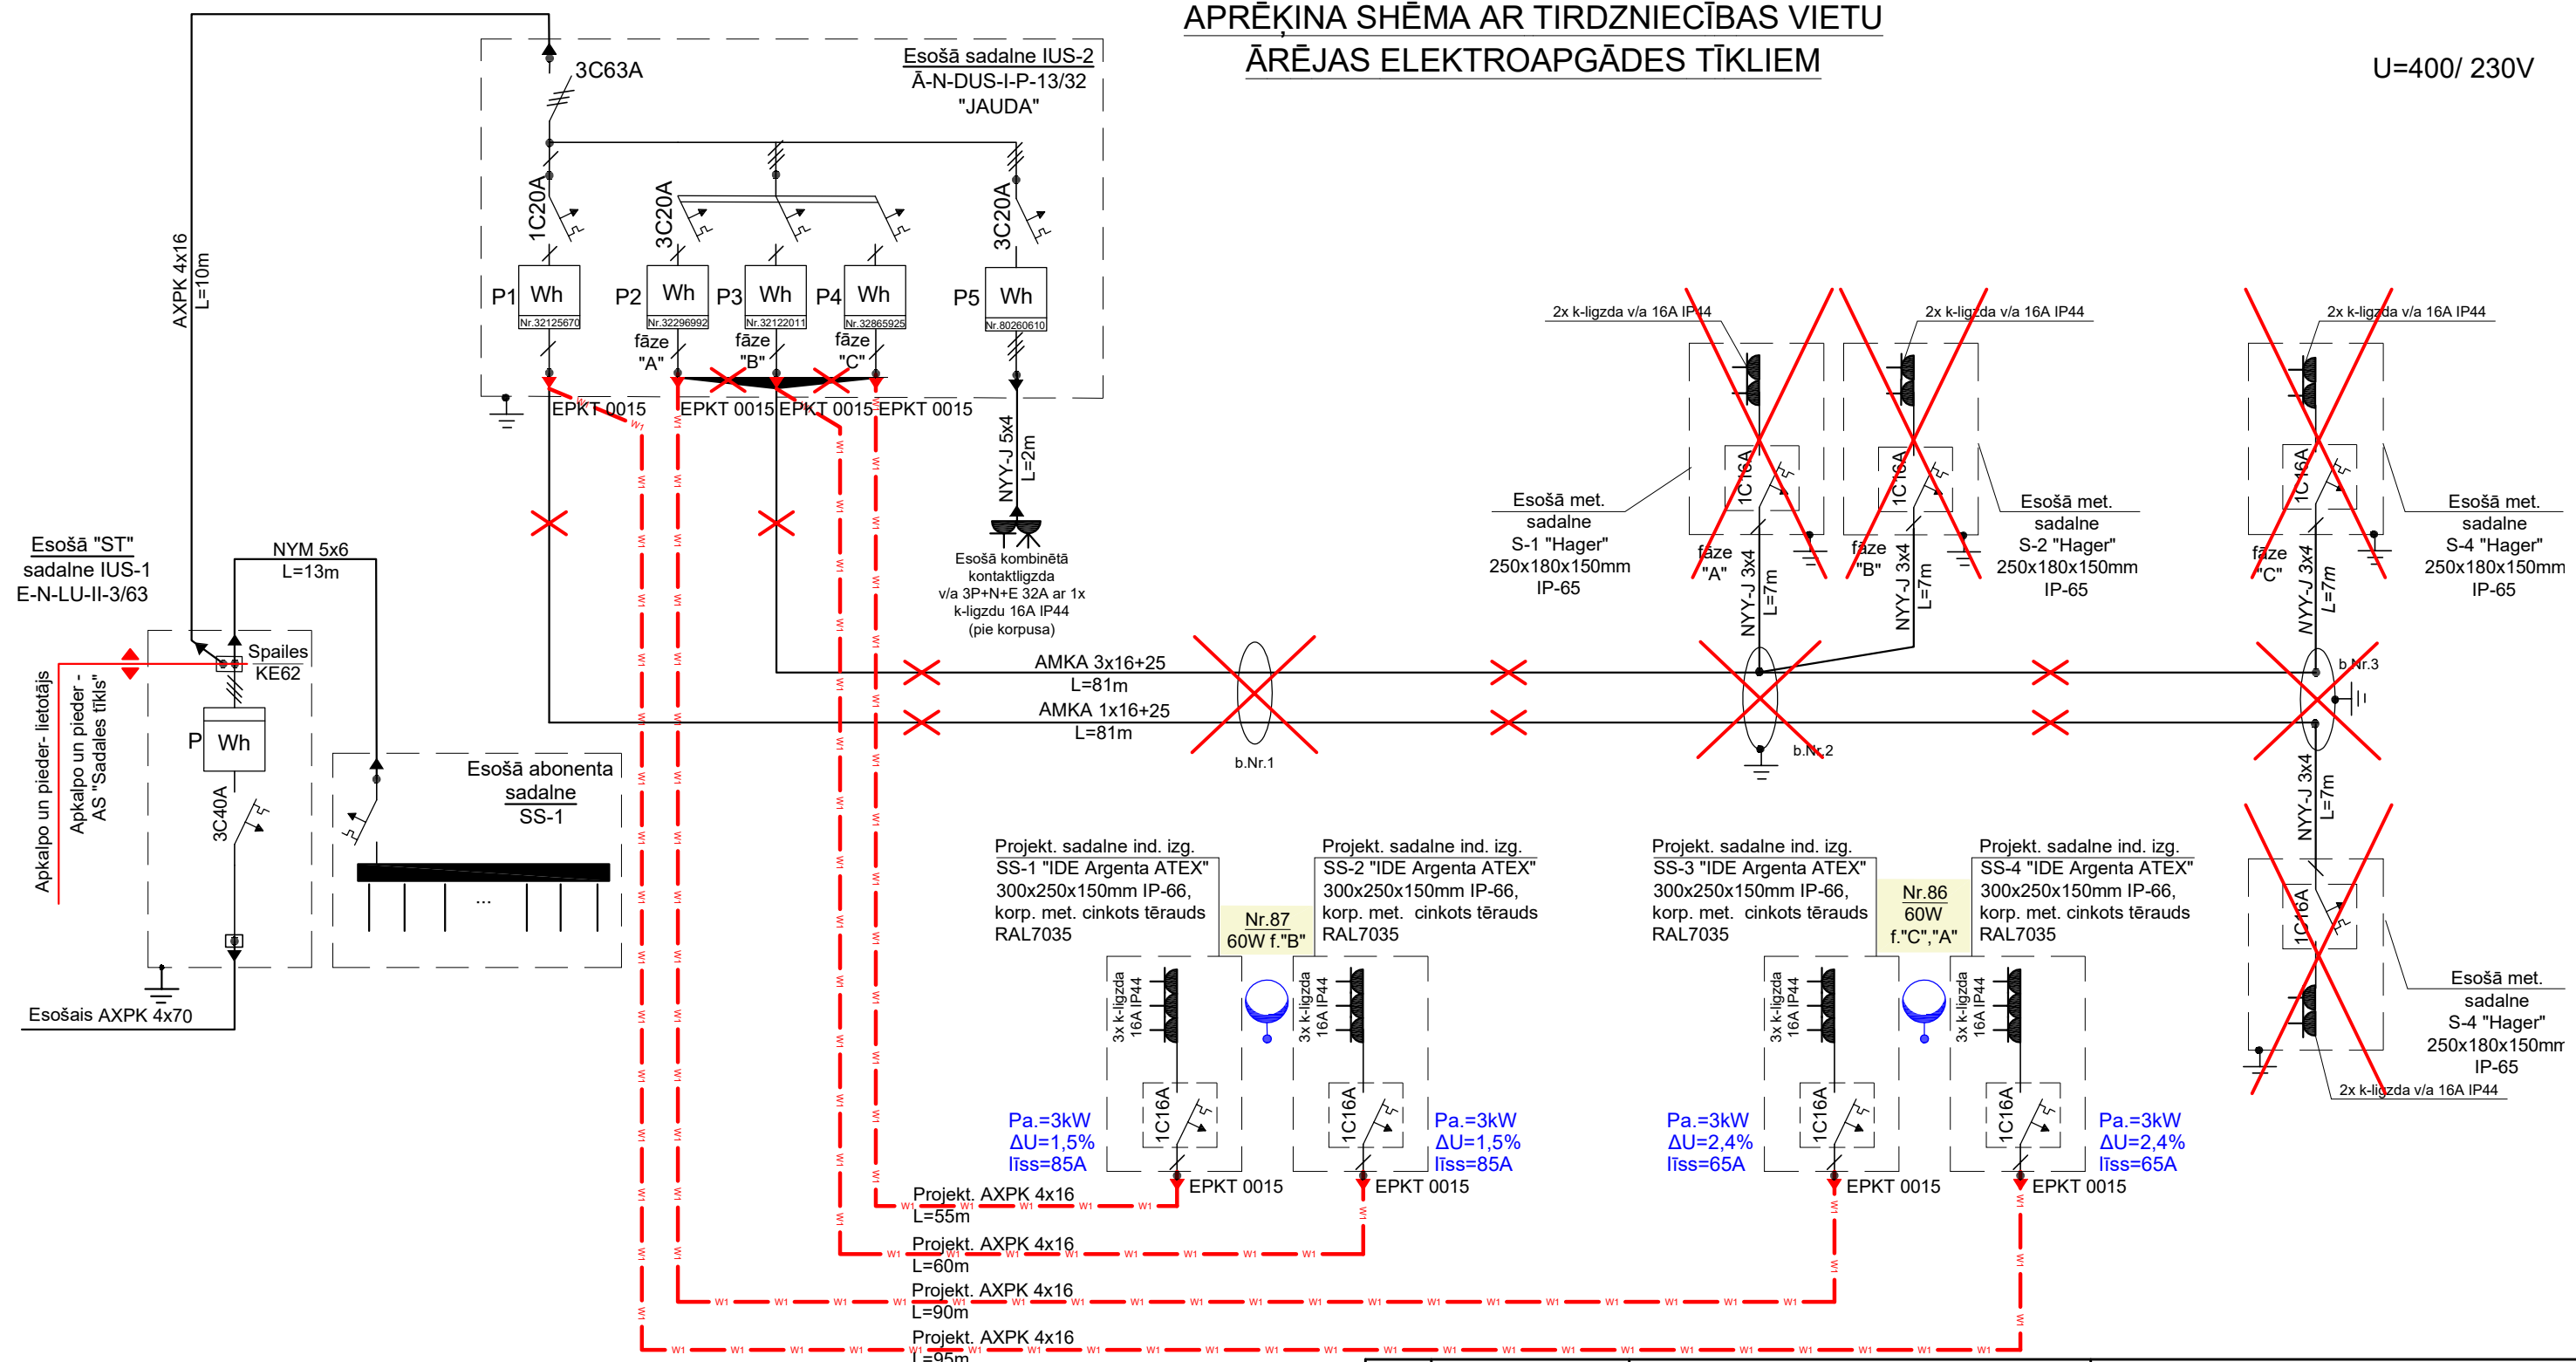 APRĒĶINA SHĒMA AR TIRDZNIECĪBAS VIETU
ĀRĒJAS ELEKTROAPGĀDES TĪKLIEM
U=400/ 230V
Esošā sadalne IUS-2
Ā-N-DUS-I-P-13/32
"JAUDA"
3C63A
AXPK 4x16
L=10m
1C20A
3C20A
3C20A
P1
Wh
Nr.32125670
P2
Wh
Nr.32296992
P3
Wh
Nr.32122011
P4
Wh
Nr.32865925
P5
Wh
Nr.80260610
fāze
"A"
fāze
"B"
fāze
"C"
EPKT 0015
EPKT 0015
EPKT 0015
EPKT 0015
NYY-J 5x4
L=2m
Esošā kombinētā
kontaktligzda
v/a 3P+N+E 32A ar 1x
k-ligzdu 16A IP44
(pie korpusa)
2x k-ligzda v/a 16A IP44
2x k-ligzda v/a 16A IP44
2x k-ligzda v/a 16A IP44
1C16A
1C16A
1C16A
Esošā met.
sadalne
S-1 "Hager"
250x180x150mm
IP-65
Esošā met.
sadalne
S-2 "Hager"
250x180x150mm
IP-65
Esošā met.
sadalne
S-4 "Hager"
250x180x150mm
IP-65
fāze
"A"
fāze
"B"
fāze
"C"
NYY-J 3x4
L=7m
NYY-J 3x4
L=7m
NYY-J 3x4
L=7m
Esošā "ST"
sadalne IUS-1
E-N-LU-II-3/63
NYM 5x6
L=13m
Spailes
KE62
P
Wh
3C40A
Apkalpo un pieder- lietotājs
Apkalpo un pieder -
AS "Sadales tīkls"
Esošais AXPK 4x70
Esošā abonenta
sadalne
SS-1
...
AMKA 3x16+25
L=81m
AMKA 1x16+25
L=81m
b.Nr.1
b.Nr.2
b.Nr.3
NYY-J 3x4
L=7m
1C16A
Esošā met.
sadalne
S-4 "Hager"
250x180x150mm
IP-65
2x k-ligzda v/a 16A IP44
Projekt. sadalne ind. izg.
SS-1 "IDE Argenta ATEX"
300x250x150mm IP-66,
korp. met. cinkots tērauds
RAL7035
Nr.87
60W f."B"
Projekt. sadalne ind. izg.
SS-2 "IDE Argenta ATEX"
300x250x150mm IP-66,
korp. met. cinkots tērauds
RAL7035
Projekt. sadalne ind. izg.
SS-3 "IDE Argenta ATEX"
300x250x150mm IP-66,
korp. met. cinkots tērauds
RAL7035
Nr.86
60W
f."C","A"
Projekt. sadalne ind. izg.
SS-4 "IDE Argenta ATEX"
300x250x150mm IP-66,
korp. met. cinkots tērauds
RAL7035
3x k-ligzda
16A IP44
3x k-ligzda
16A IP44
3x k-ligzda
16A IP44
3x k-ligzda
16A IP44
1C16A
1C16A
1C16A
1C16A
Pa.=3kW
ΔU=1,5%
Iīss=85A
Pa.=3kW
ΔU=1,5%
Iīss=85A
Pa.=3kW
ΔU=2,4%
Iīss=65A
Pa.=3kW
ΔU=2,4%
Iīss=65A
EPKT 0015
EPKT 0015
EPKT 0015
EPKT 0015
Projekt. AXPK 4x16
L=55m
Projekt. AXPK 4x16
L=60m
Projekt. AXPK 4x16
L=90m
Projekt. AXPK 4x16
L=95m